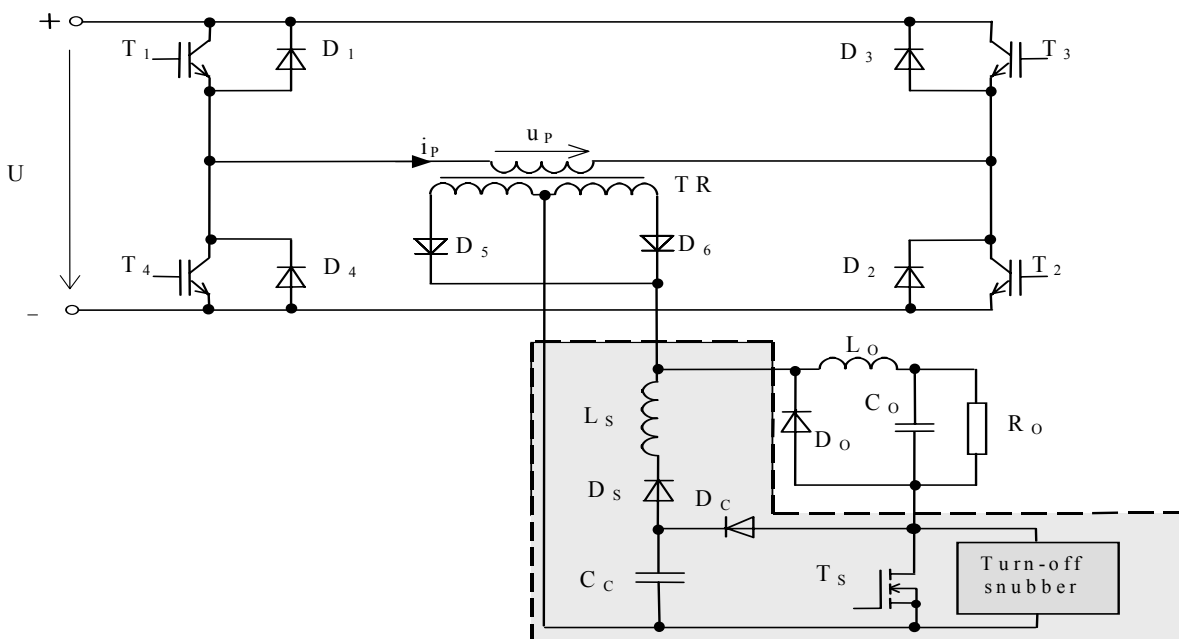 +
T 1
D 1
D 3
T 3
U
i P
u P
T R
D 5
D 6
T 4
D 4
D 2
T 2
–
L O
C O
R O
D O
L S
D S
D C
C C
T S
Turn-off
snubber